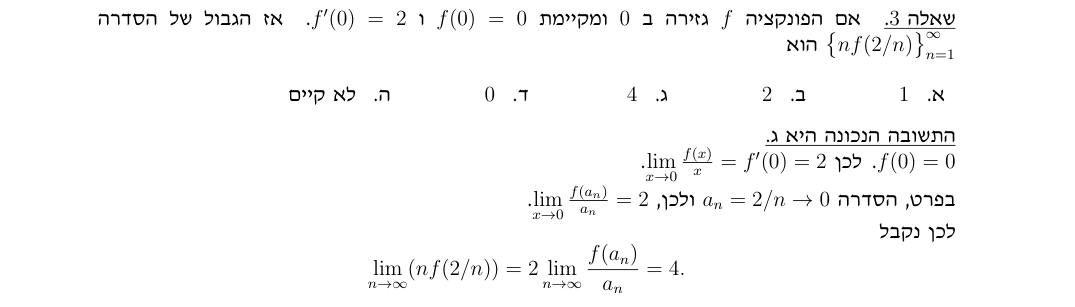 שאלה 3. אם הפונקציה f גזירה ב 0 ומקיימת f(0) = 0 ו f′(0) = 2. אז הגבול של הסדרה
{nf(2/n)}_{n=1}^{∞} הוא
א. 1 ב. 2 ג. 4 ד. 0 ה. לא קיים
התשובה הנכונה היא ג.
f(0) = 0. לכן lim_{x→0} f(x)/x = f′(0) = 2.
בפרט, הסדרה a_n = 2/n → 0 ולכן, lim_{x→0} f(a_n)/a_n = 2.
לכן נקבל
lim_{n→∞}(nf(2/n)) = 2 lim_{n→∞} f(a_n)/a_n = 4.